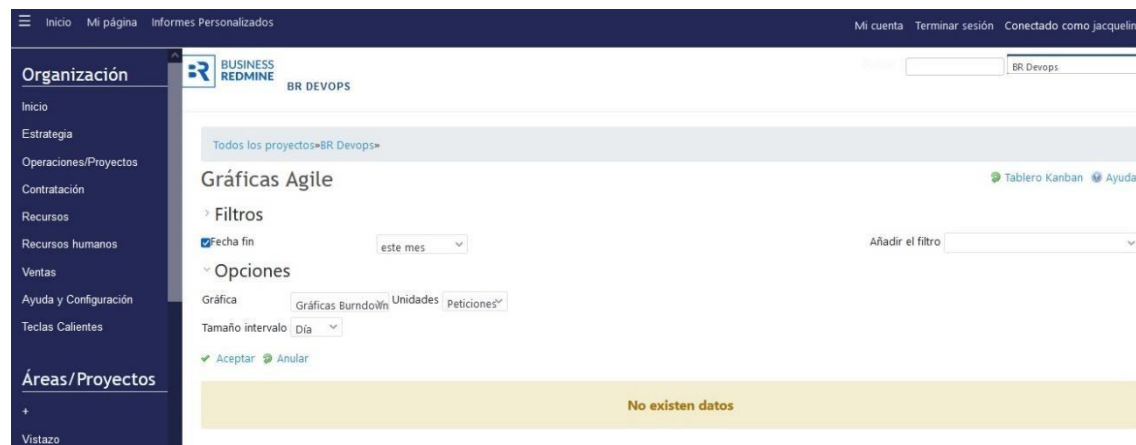 ☰ Inicio Mi página Informes Personalizados
Mi cuenta Terminar sesión Conectado como jacquelin
Organización
Inicio
Estrategia
Operaciones/Proyectos
Contratación
Recursos
Recursos humanos
Ventas
Ayuda y Configuración
Teclas Calientes
Áreas/Proyectos
+
Vistazo
BUSINESS
REDMINE
BR DEVOPS
BR Devops
Todos los proyectos»BR Devops»
Gráficas Agile
Tablero Kanban Ayuda
Filtros
Fecha fin este mes Añadir el filtro
Opciones
Gráfica Gráficas Burndown Unidades Peticiones
Tamaño intervalo Día
Aceptar Anular
No existen datos